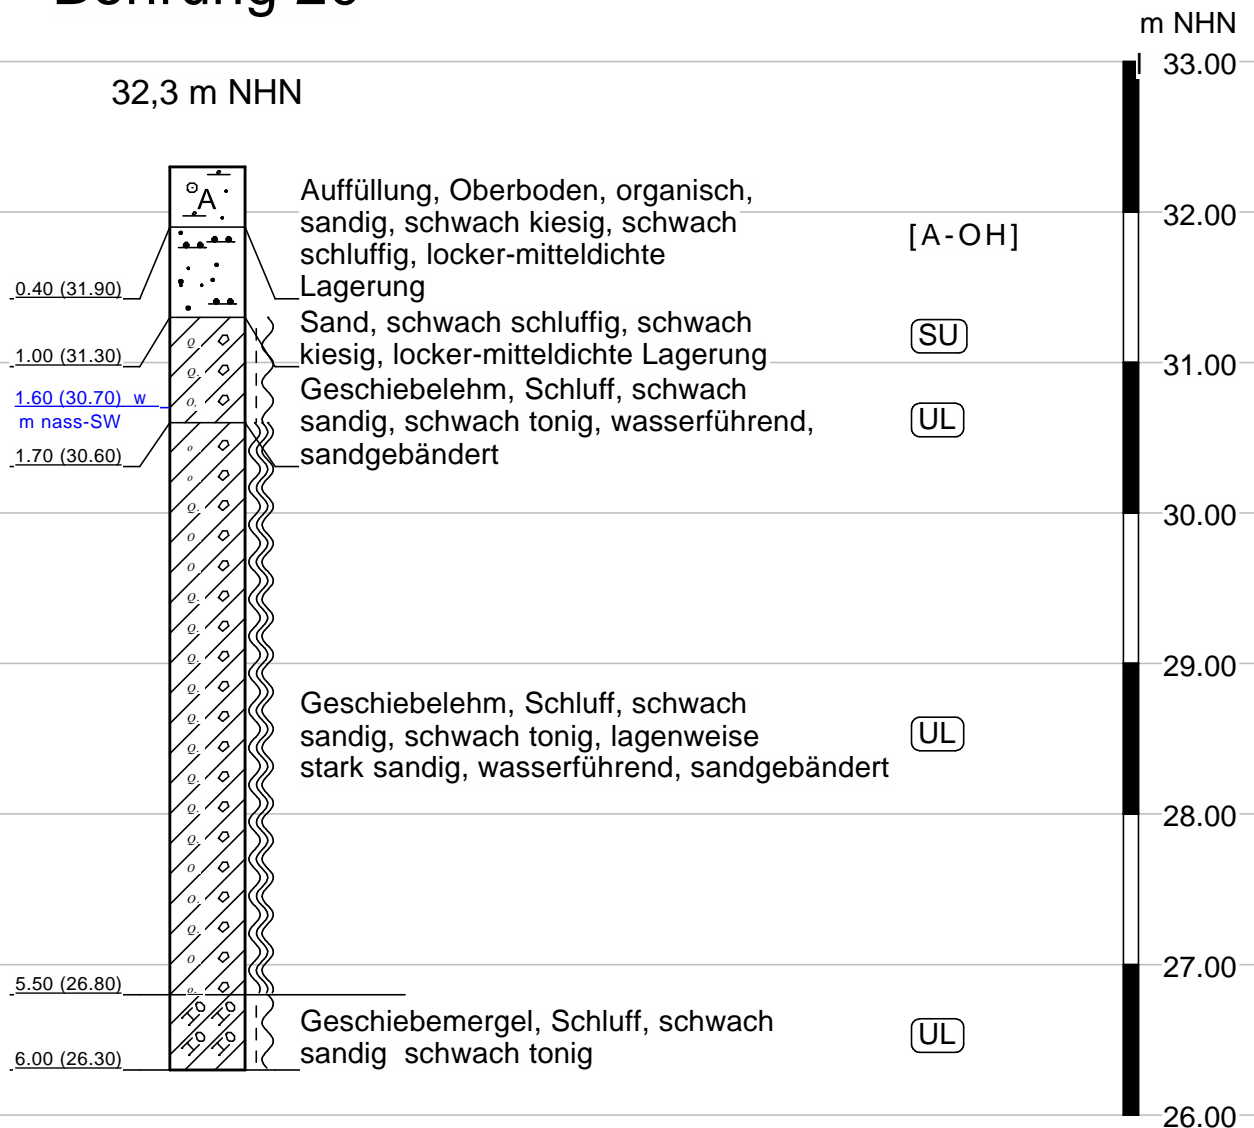 m NHN
33.00
32,3 m NHN
A
Auffüllung, Oberboden, organisch,
sandig, schwach kiesig, schwach
schluffig, locker-mitteldichte
Lagerung
[A-OH]
32.00
0.40 (31.90)
Sand, schwach schluffig, schwach
kiesig, locker-mitteldichte Lagerung
SU
1.00 (31.30)
31.00
Geschiebelehm, Schluff, schwach
sandig, schwach tonig, wasserführend,
sandgebändert
UL
1.60 (30.70) w
m nass-SW
1.70 (30.60)
30.00
29.00
Geschiebelehm, Schluff, schwach
sandig, schwach tonig, lagenweise
stark sandig, wasserführend, sandgebändert
UL
28.00
27.00
5.50 (26.80)
Geschiebemergel, Schluff, schwach
sandig schwach tonig
UL
6.00 (26.30)
26.00